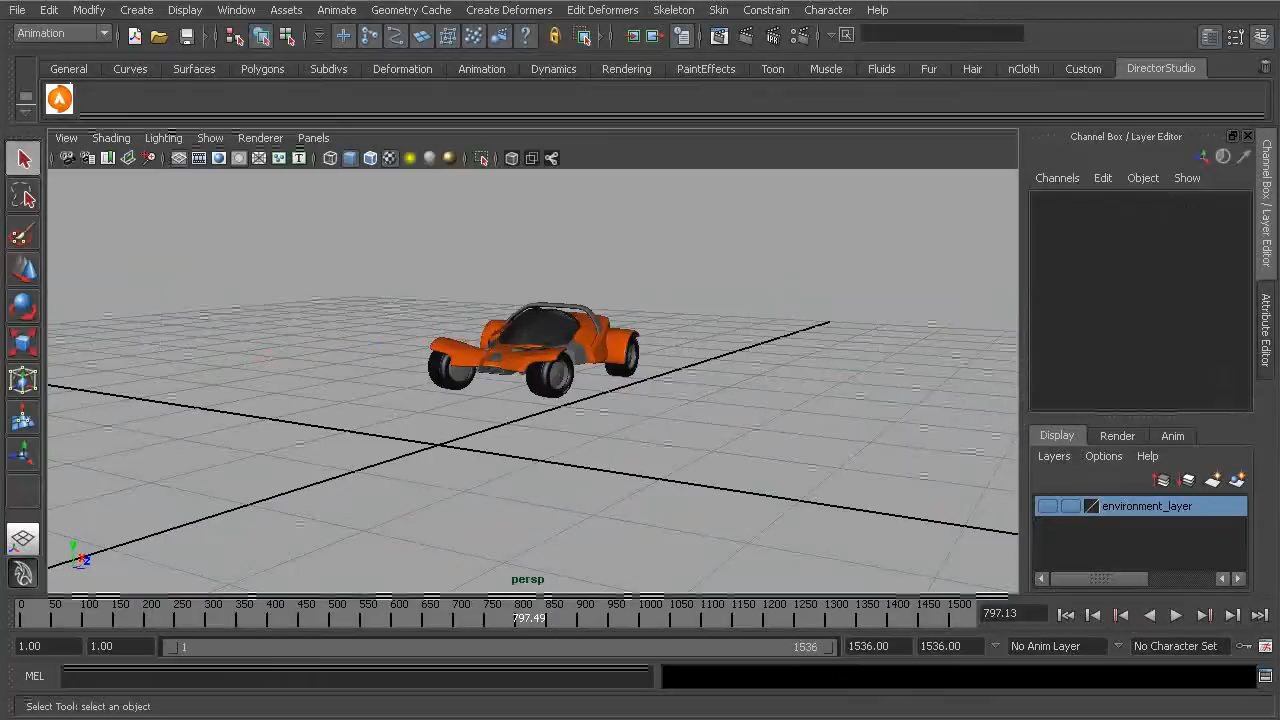 File Edit Modify Create Display Window Assets Animate Geometry Cache Create Deformers Edit Deformers Skeleton Skin Constrain Character Help
Animation
General Curves Surfaces Polygons Subdivs Deformation Animation Dynamics Rendering PaintEffects Toon Muscle Fluids Fur Hair nCloth Custom DirectorStudio
View Shading Lighting Show Renderer Panels
Channel Box / Layer Editor
Channels Edit Object Show
Channel Box / Layer Editor
Attribute Editor
Display Render Anim
Layers Options Help
environment_layer
z
persp
0 50 100 150 200 250 300 350 400 450 500 550 600 650 700 750 800 850 900 950 1000 1050 1100 1150 1200 1250 1300 1350 1400 1450 1500
797.49
797.13
1.00 1.00 1 1536 1536.00 1536.00 No Anim Layer No Character Set
MEL
Select Tool: select an object